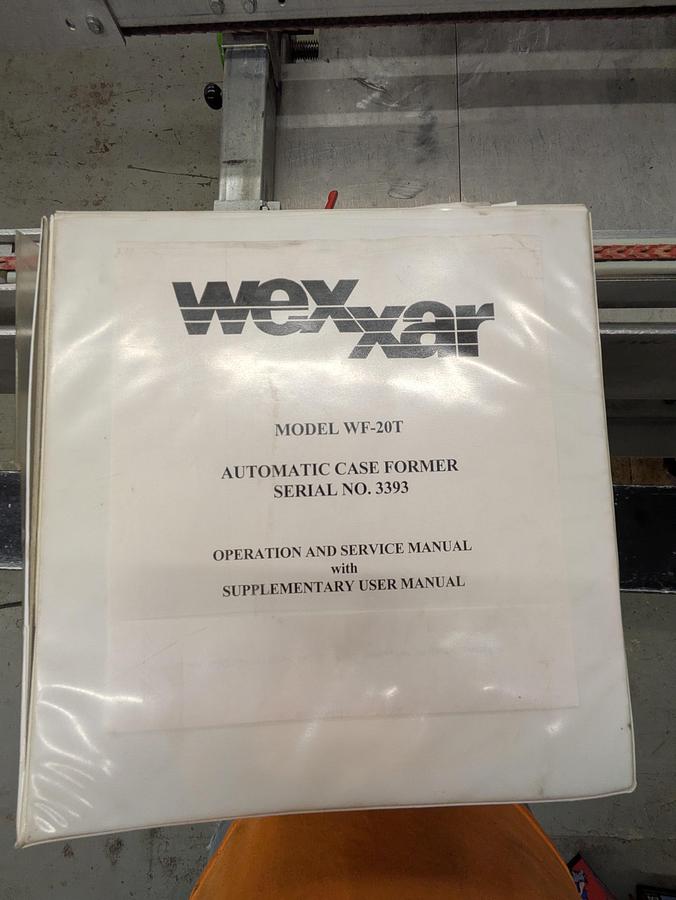 wexxar
MODEL WF-20T
AUTOMATIC CASE FORMER
SERIAL NO. 3393
OPERATION AND SERVICE MANUAL
with
SUPPLEMENTARY USER MANUAL